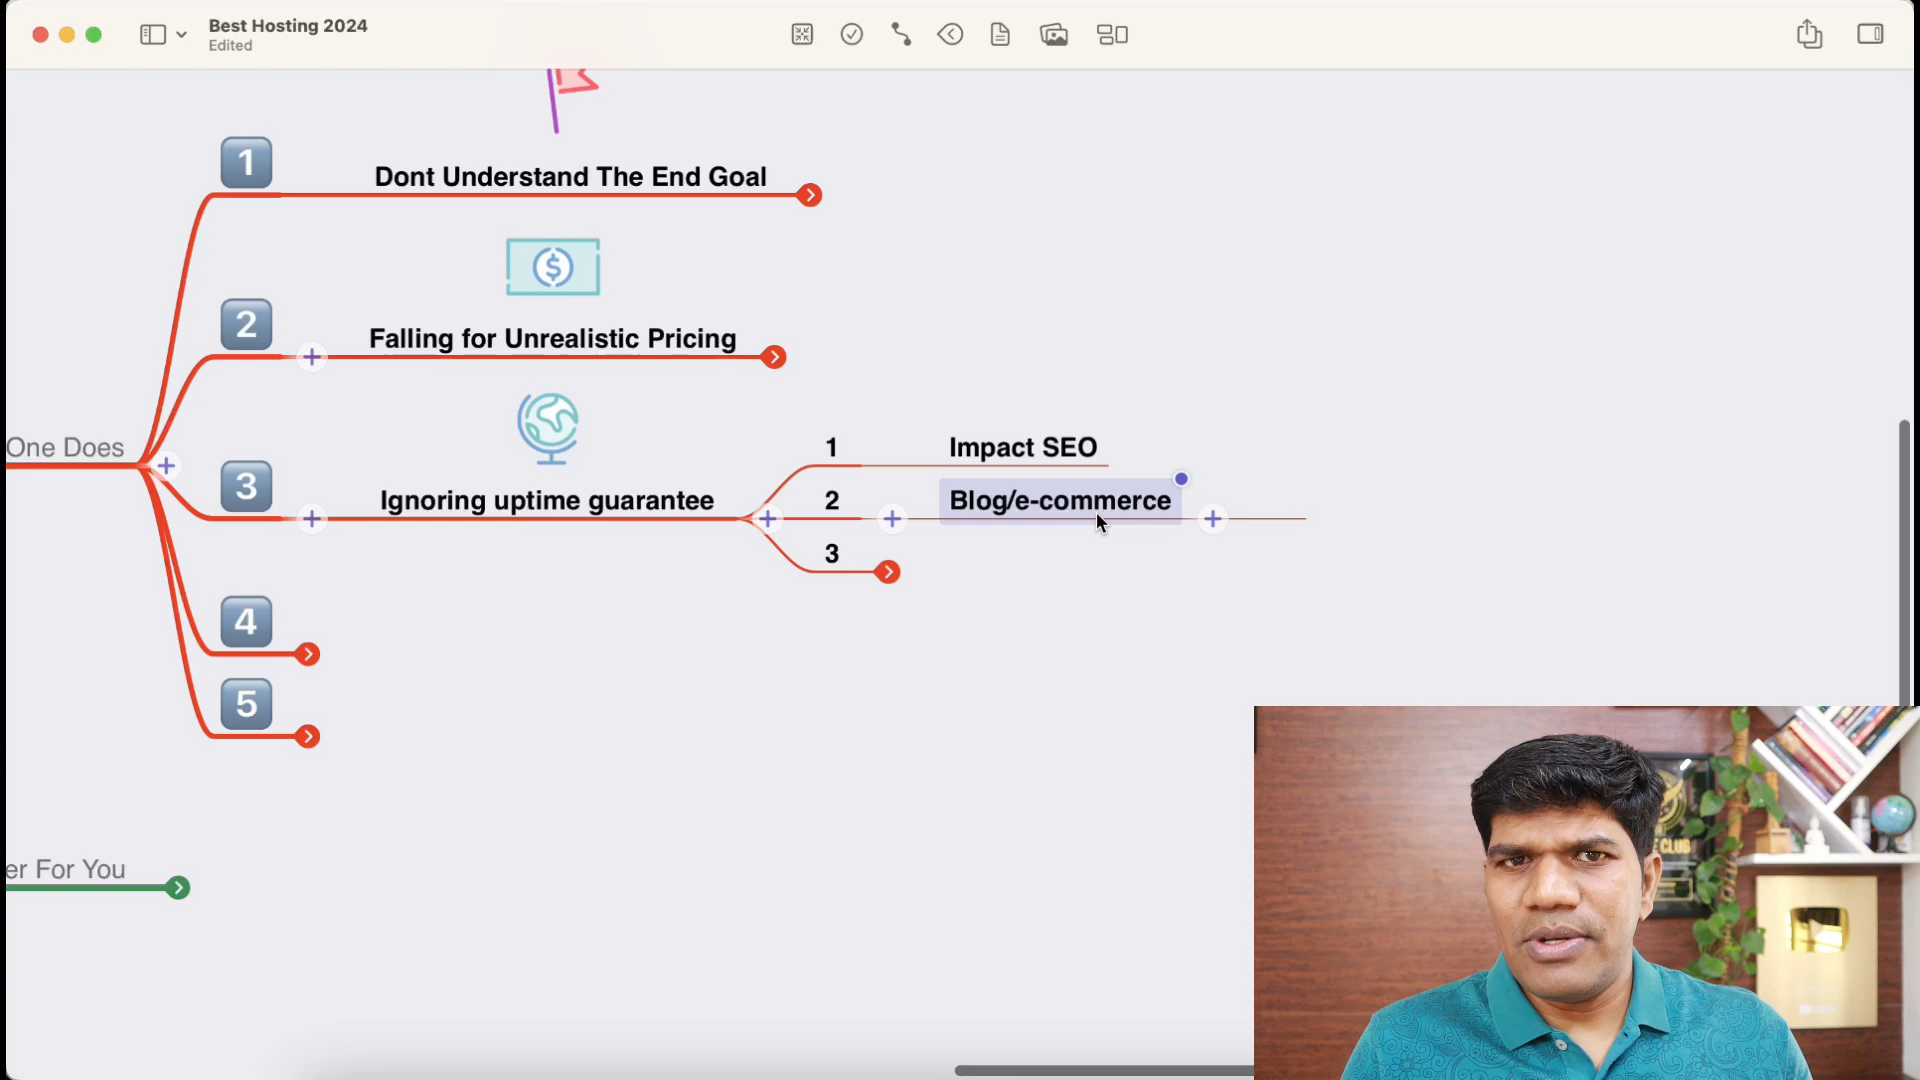 Best Hosting 2024
Edited
1
Dont Understand The End Goal
2
Falling for Unrealistic Pricing
One Does
3
Ignoring uptime guarantee
1
Impact SEO
2
Blog/e-commerce
3
4
5
er For You
CLUB